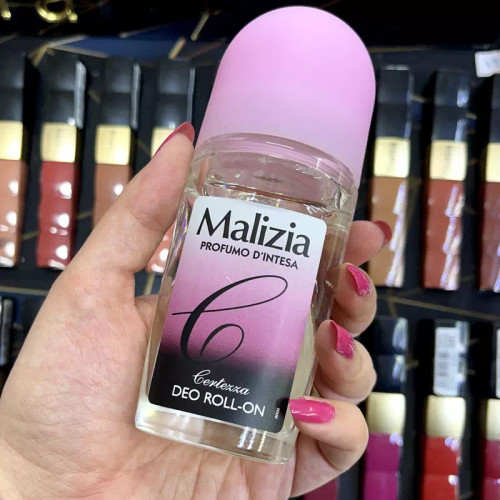 Malizia
PROFUMO D'INTESA
C
Certezza
DEO ROLL-ON